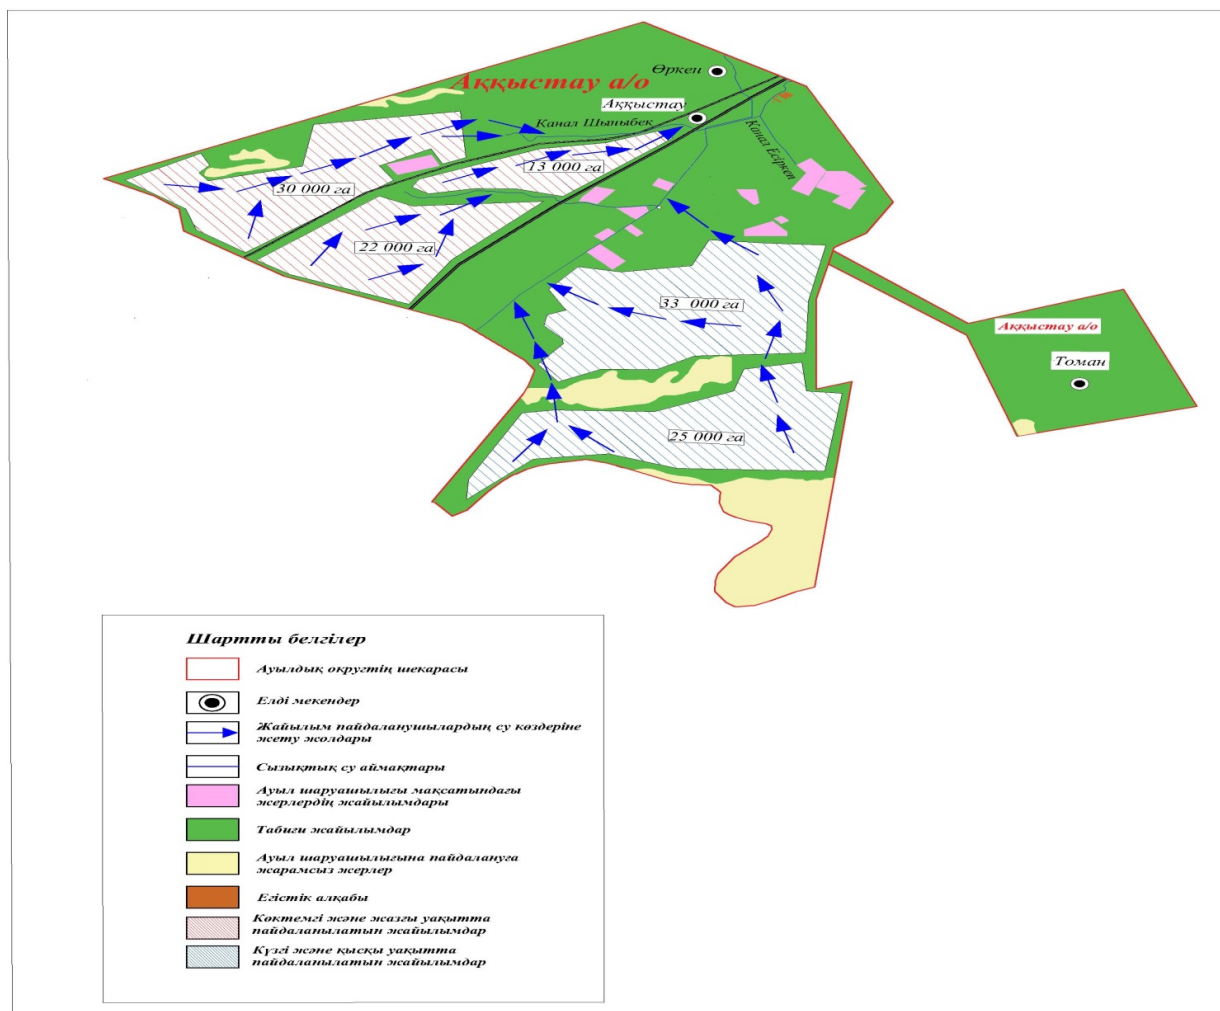 Өркен
Аққыстау а/о
Аққыстау
Канал Шыныбек
Канал Есіркеп
13 000 га
30 000 га
22 000 га
33 000 га
25 000 га
Аққыстау а/о
Томан
Шартты белгілер
Ауылдық округтің шекарасы
Елді мекендер
Жайылым пайдаланушылардың су көздеріне
жету жолдары
Сызықтық су аймақтары
Ауыл шаруашылығы мақсатындағы
жерлердің жайылымдары
Табиғи жайылымдар
Ауыл шаруашылығына пайдалануға
жарамсыз жерлер
Егістік алқабы
Көктемгі және жазғы уақытта
пайдаланылатын жайылымдар
Күзгі және қысқы уақытта
пайдаланылатын жайылымдар